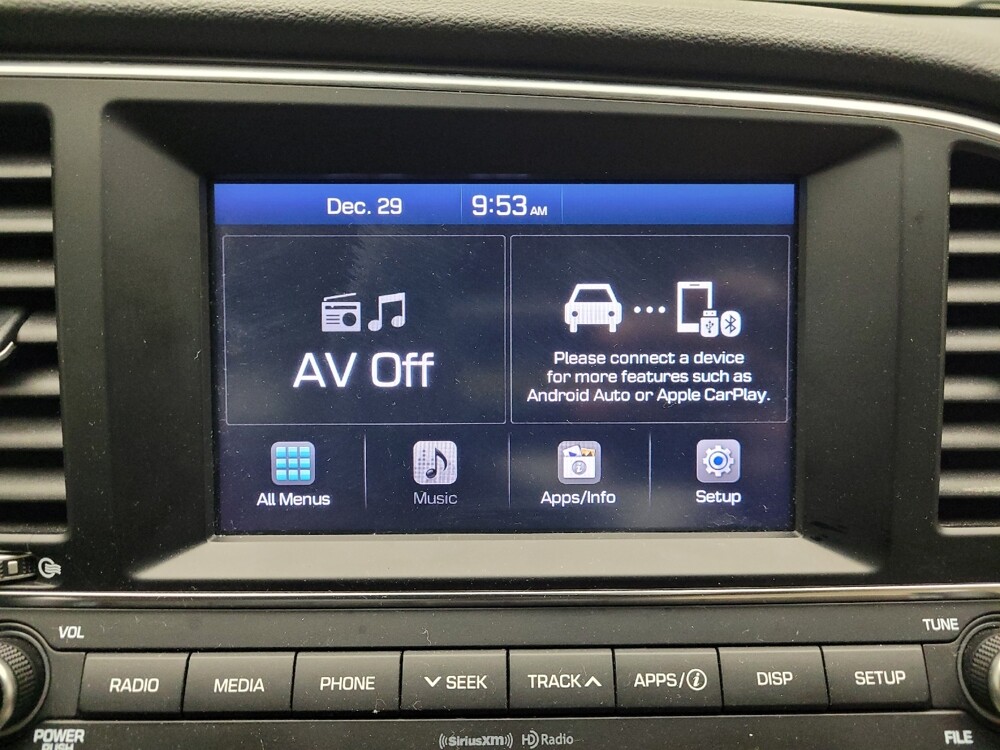 Dec. 29 9:53 AM
AV Off
Please connect a device
for more features such as
Android Auto or Apple CarPlay.
All Menus Music Apps/Info Setup
VOL TUNE
RADIO MEDIA PHONE SEEK TRACK APPS/i DISP SETUP
POWER FILE
PUSH
SiriusXM HD Radio